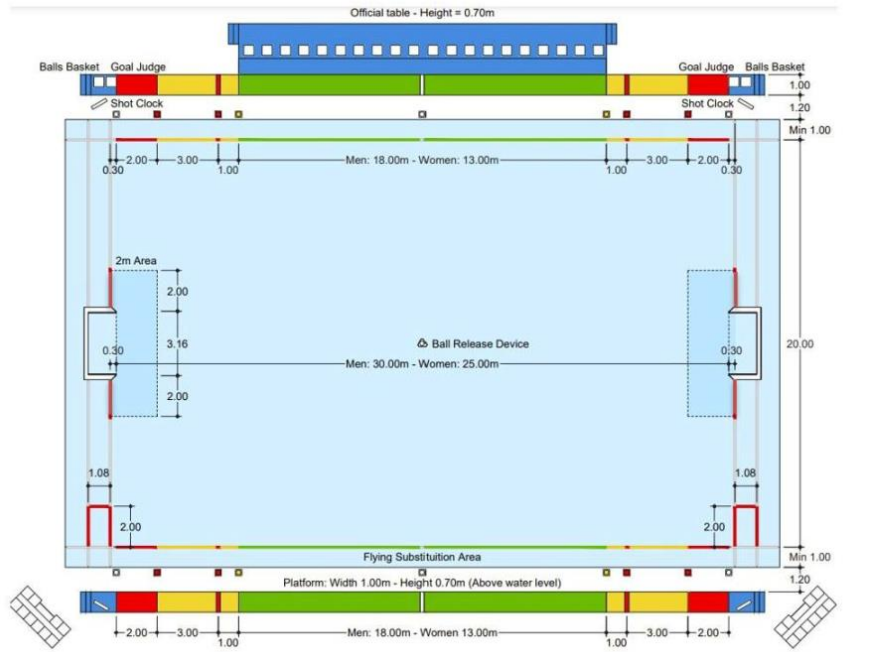 Official table - Height = 0.70m
Balls Basket Goal Judge Goal Judge Balls Basket
1.00
Shot Clock Shot Clock
1.20
Min 1.00
2.00 3.00 Men: 18.00m - Women: 13.00m 3.00 2.00
0.30 1.00 1.00 0.30
2m Area
2.00
3.16 Ball Release Device 20.00
0.30 0.30
Men: 30.00m - Women: 25.00m
2.00
1.08 1.08
2.00 2.00
Flying Substituition Area Min 1.00
Platform: Width 1.00m - Height 0.70m (Above water level) 1.20
2.00 3.00 Men: 18.00m - Women 13.00m 3.00 2.00
1.00 1.00